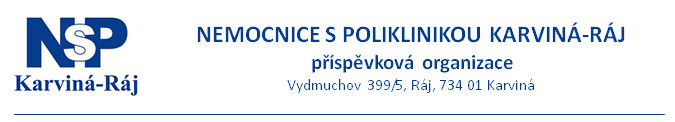 NSP
Karviná-Ráj
NEMOCNICE S POLIKLINIKOU KARVINÁ-RÁJ
příspěvková organizace
Vydmuchov 399/5, Ráj, 734 01 Karviná